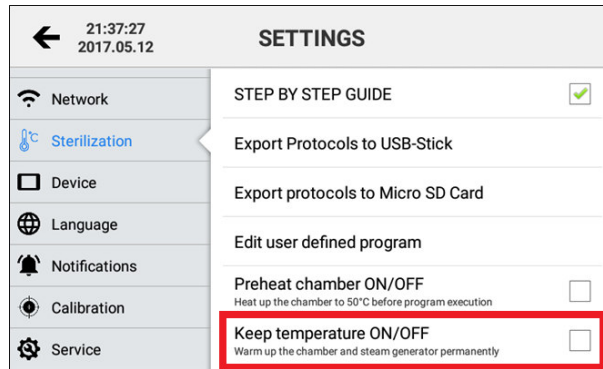 21:37:27
2017.05.12
SETTINGS
Network
°C Sterilization
Device
Language
Notifications
Calibration
Service
STEP BY STEP GUIDE
Export Protocols to USB-Stick
Export protocols to Micro SD Card
Edit user defined program
Preheat chamber ON/OFF
Heat up the chamber to 50°C before program execution
Keep temperature ON/OFF
Warm up the chamber and steam generator permanently